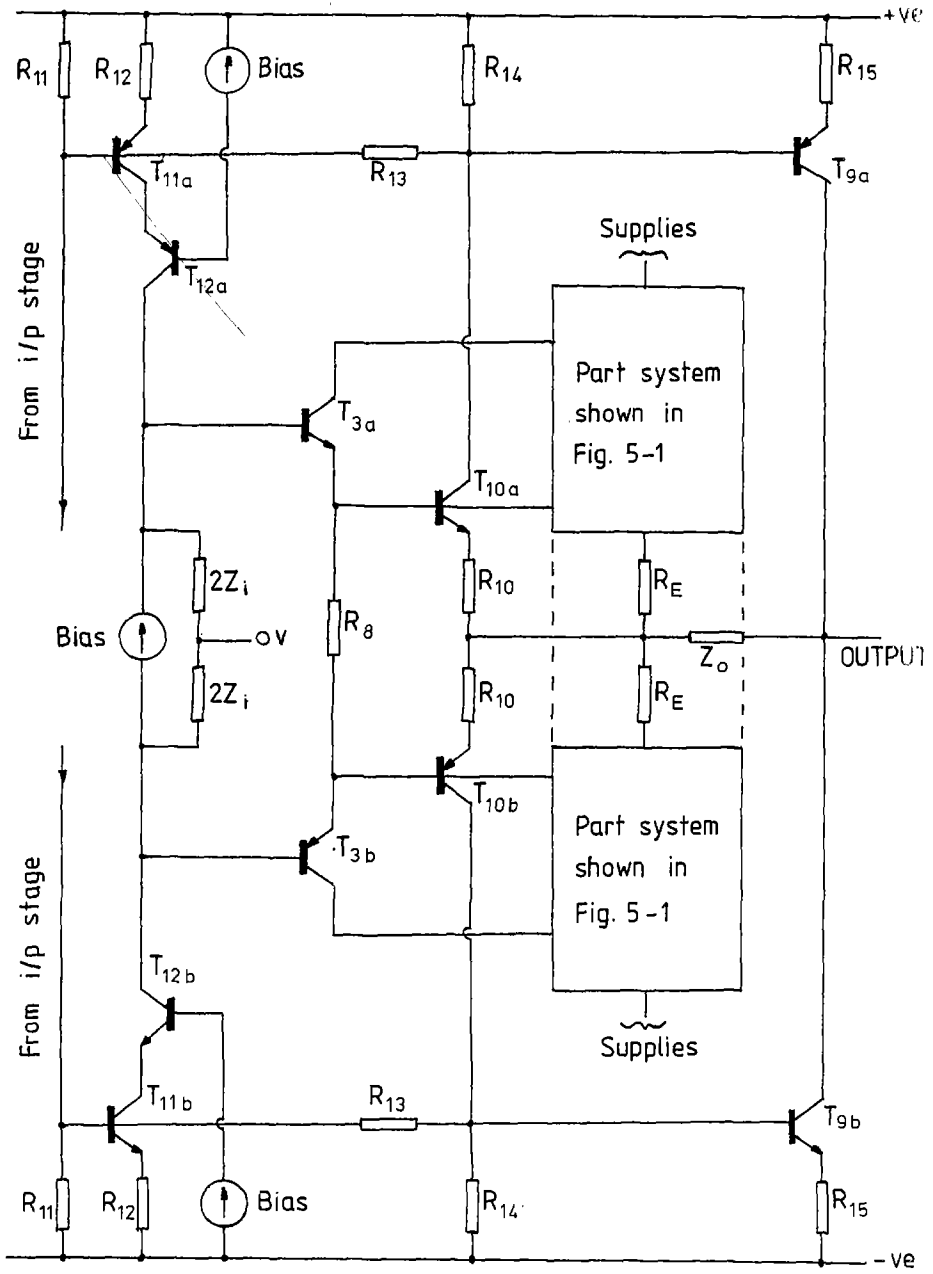 +ve
R11
R12
Bias
R14
R15
T11a
R13
T9a
T12a
Supplies
From i/p stage
Part system
shown in
Fig. 5-1
T3a
T10a
2Zi
R10
RE
Bias
R8
0V
Zo
OUTPUT
2Zi
R10
RE
T10b
T3b
Part system
shown in
Fig. 5-1
From i/p stage
T12b
Supplies
T11b
R13
T9b
R11
R12
Bias
R14
R15
-ve